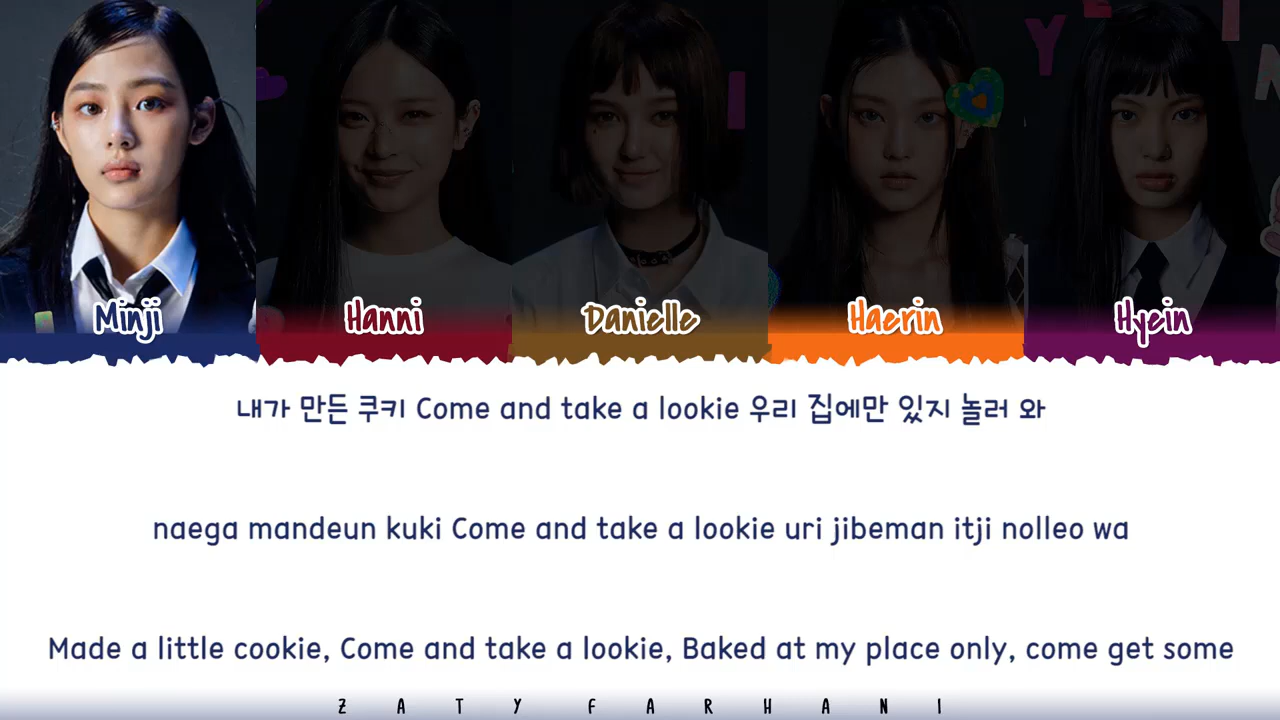 Y
I
I
N
Minji
Hanni
Danielle
Haerin
Hyein
내가 만든 쿠키 Come and take a lookie 우리 집에만 있지 놀러 와
naega mandeun kuki Come and take a lookie uri jibeman itji nolleo wa
Made a little cookie, Come and take a lookie, Baked at my place only, come get some
ZATY FARHANI